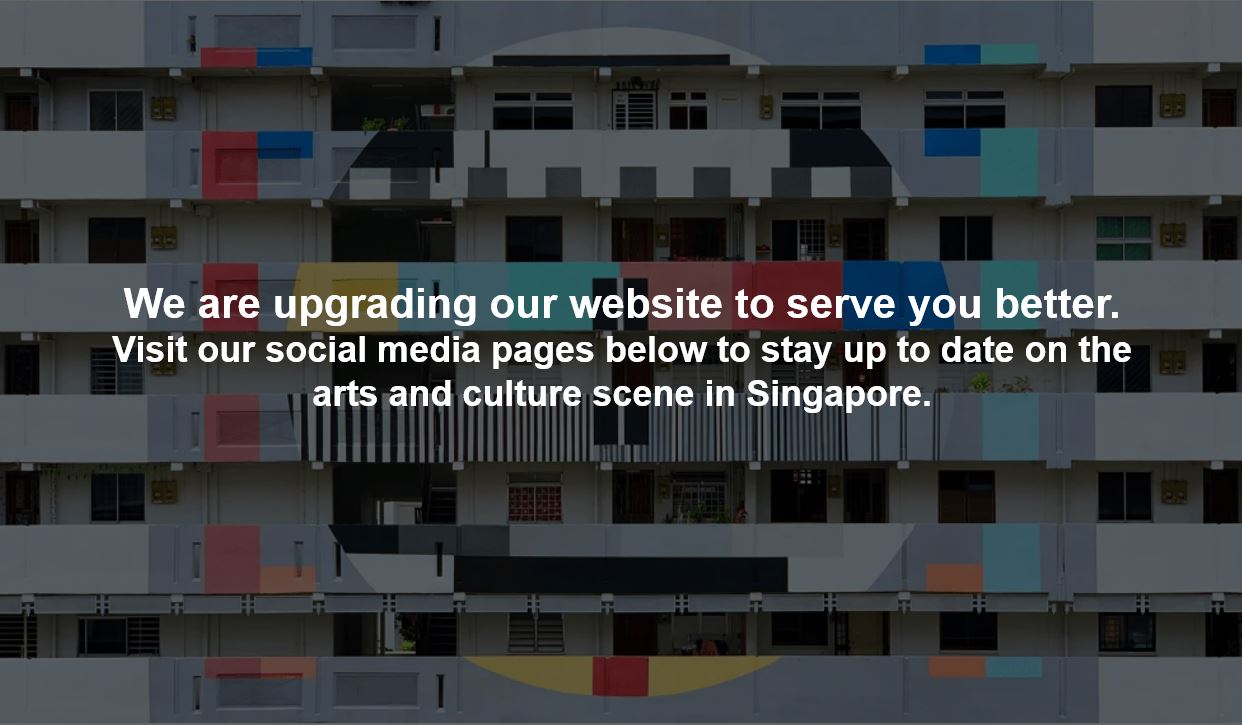 We are upgrading our website to serve you better.
Visit our social media pages below to stay up to date on the
arts and culture scene in Singapore.